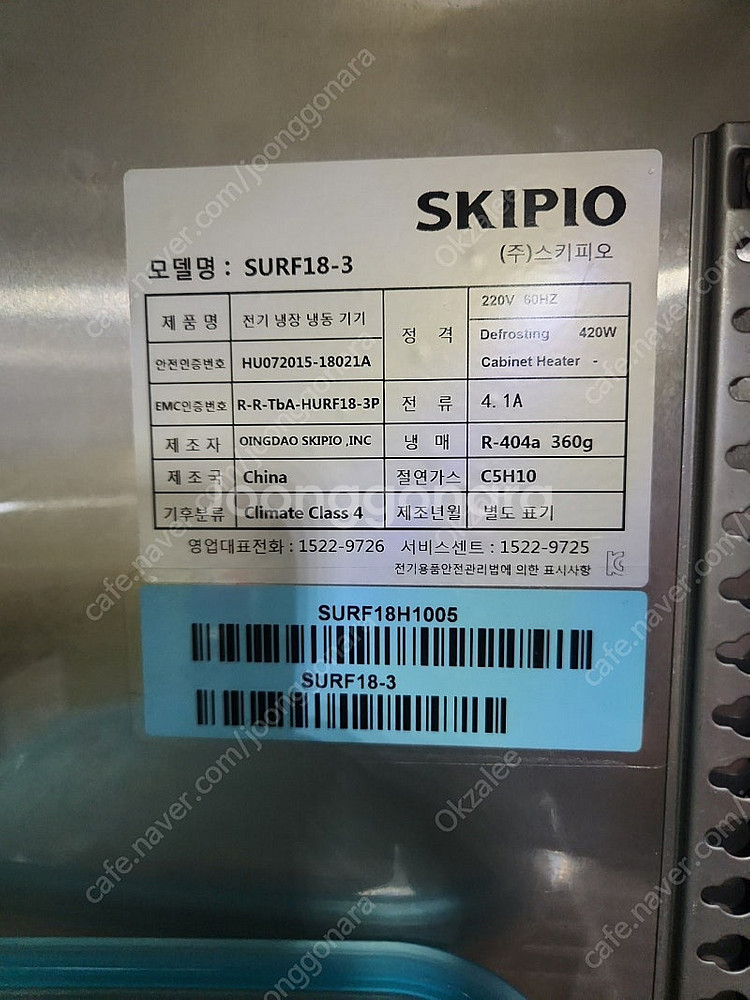 SKIPIO
(주)스키피오
모델명 : SURF18-3
제품명 전기 냉장 냉동 기기 정격 220V 60HZ
Defrosting 420W
안전인증번호 HU072015-18021A Cabinet Heater -
EMC인증번호 R-R-TbA-HURF18-3P 전류 4.1A
제조자 QINGDAO SKIPIO ,INC 냉매 R-404a 360g
제조국 China 절연가스 C5H10
기후분류 Climate Class 4 제조년월 별도 표기
영업대표전화 : 1522-9726 서비스센트 : 1522-9725
전기용품안전관리법에 의한 표시사항
SURF18H1005
SURF18-3
Joonggonara
cafe.naver.com/joonggonara
Okzalee